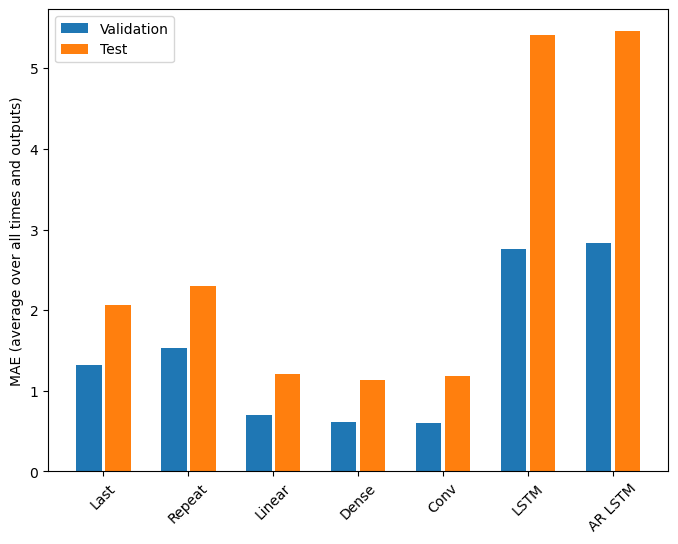 Validation
Test
MAE (average over all times and outputs)
5
4
3
2
1
0
Last
Repeat
Linear
Dense
Conv
LSTM
AR LSTM